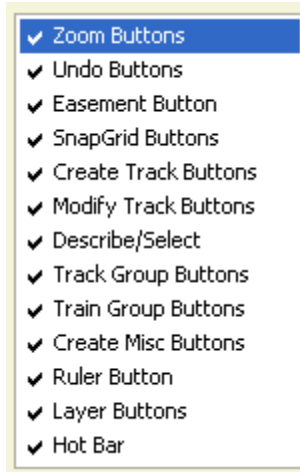 Zoom Buttons
Undo Buttons
Easement Button
SnapGrid Buttons
Create Track Buttons
Modify Track Buttons
Describe/Select
Track Group Buttons
Train Group Buttons
Create Misc Buttons
Ruler Button
Layer Buttons
Hot Bar